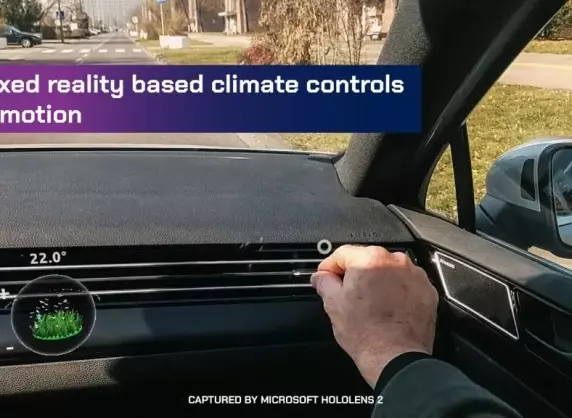 xed reality based climate controls
motion
22.0°
+
-
CAPTURED BY MICROSOFT HOLOLENS 2